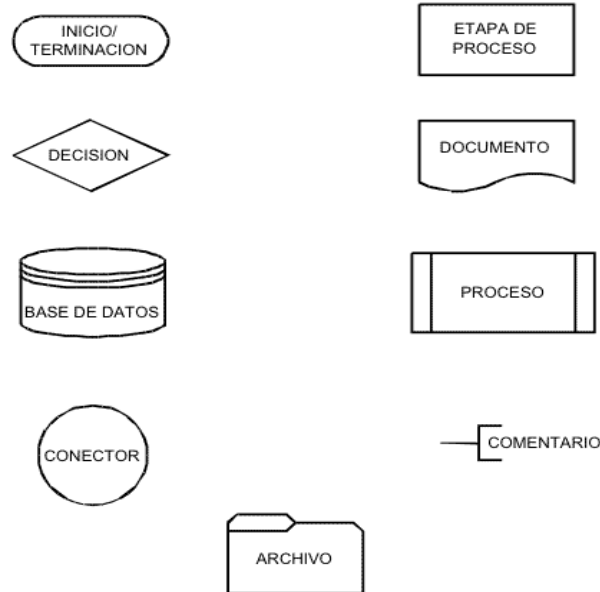 INICIO/
TERMINACION
ETAPA DE
PROCESO
DECISION
DOCUMENTO
BASE DE DATOS
PROCESO
CONECTOR
COMENTARIO
ARCHIVO